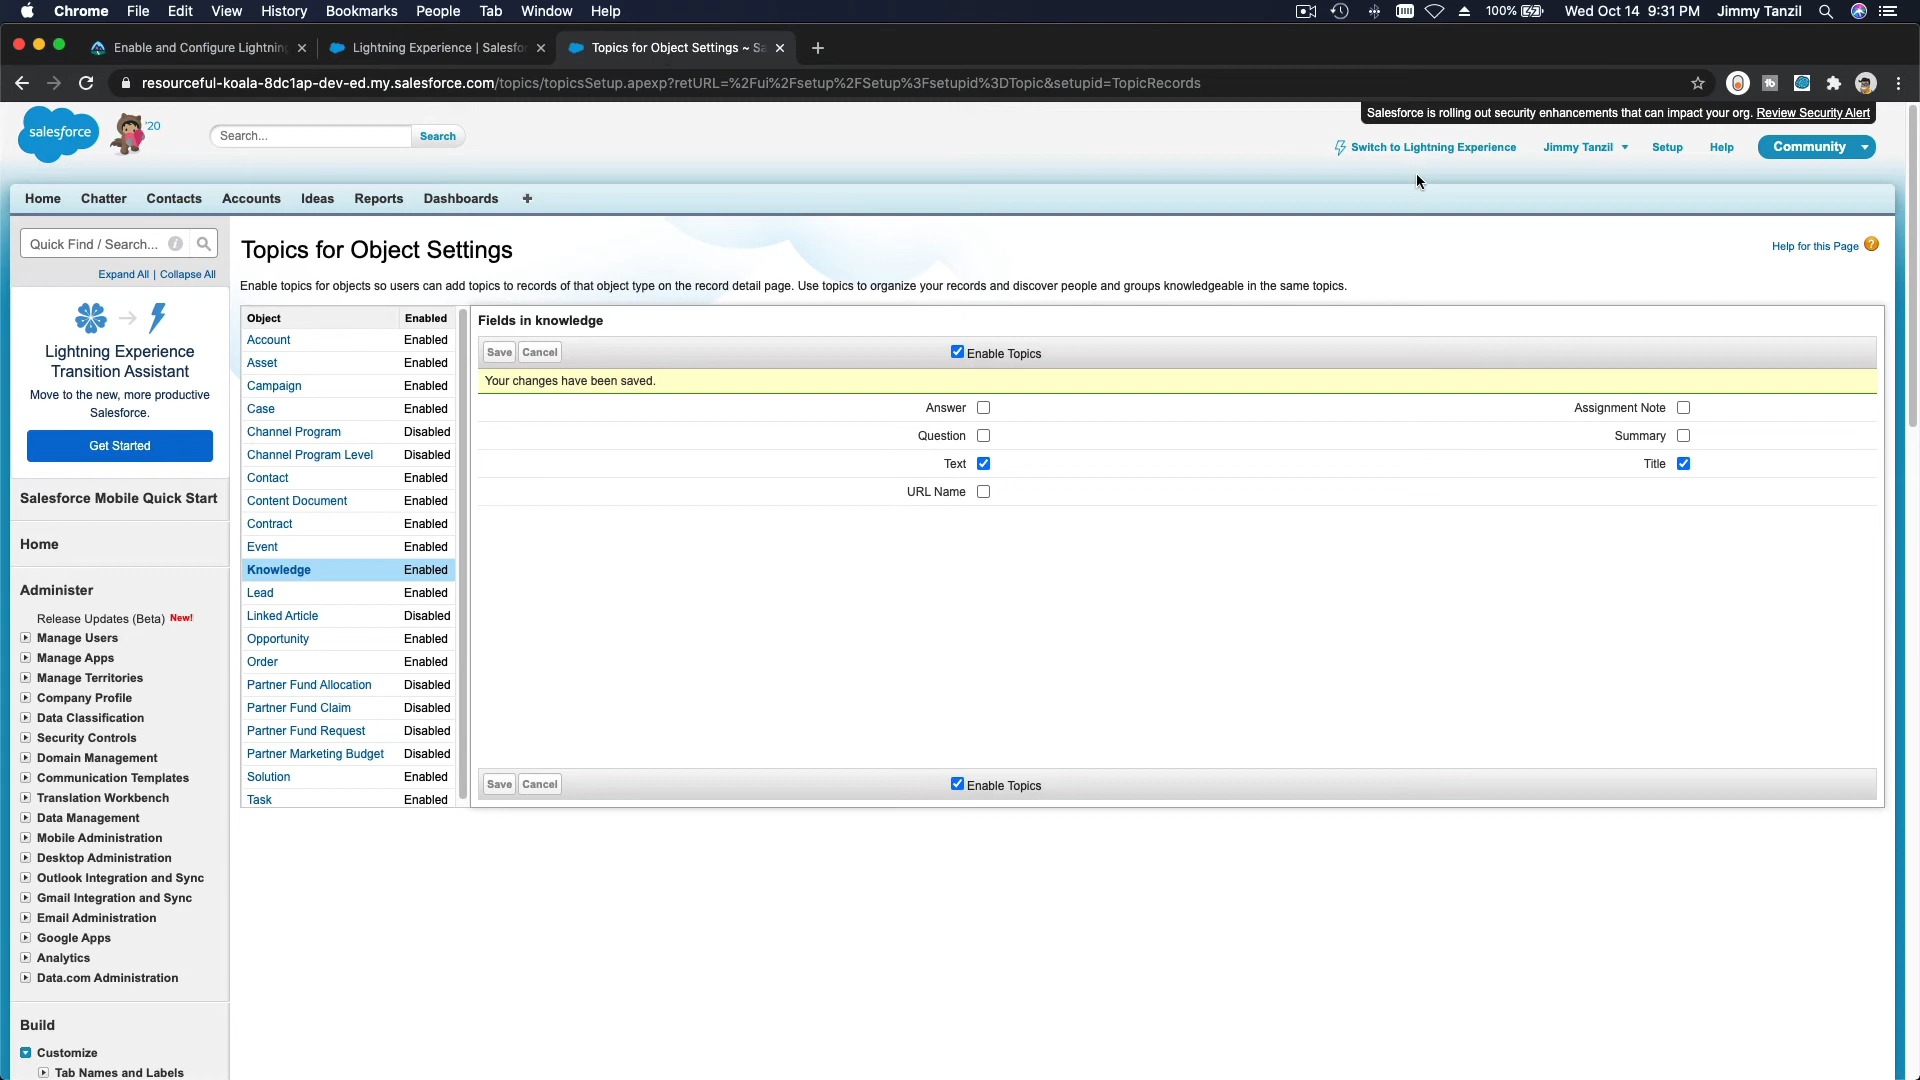 Chrome File Edit View History Bookmarks People Tab Window Help
100% Wed Oct 14 9:31 PM Jimmy Tanzil
Enable and Configure Lightnin
Lightning Experience | Salesfor
Topics for Object Settings ~ Sa
resourceful-koala-8dc1ap-dev-ed.my.salesforce.com/topics/topicsSetup.apexp?retURL=%2Fui%2Fsetup%2FSetup%3Fsetupid%3DTopic&setupid=TopicRecords
Salesforce is rolling out security enhancements that can impact your org. Review Security Alert
salesforce
'20
Search...
Search
Switch to Lightning Experience
Jimmy Tanzil
Setup
Help
Community
Home Chatter Contacts Accounts Ideas Reports Dashboards +
Quick Find / Search...
Expand All | Collapse All
Lightning Experience
Transition Assistant
Move to the new, more productive
Salesforce.
Get Started
Salesforce Mobile Quick Start
Home
Administer
Release Updates (Beta) New!
Manage Users
Manage Apps
Manage Territories
Company Profile
Data Classification
Security Controls
Domain Management
Communication Templates
Translation Workbench
Data Management
Mobile Administration
Desktop Administration
Outlook Integration and Sync
Gmail Integration and Sync
Email Administration
Google Apps
Analytics
Data.com Administration
Build
Customize
Tab Names and Labels
Topics for Object Settings
Help for this Page ?
Enable topics for objects so users can add topics to records of that object type on the record detail page. Use topics to organize your records and discover people and groups knowledgeable in the same topics.
Object Enabled
Account Enabled
Asset Enabled
Campaign Enabled
Case Enabled
Channel Program Disabled
Channel Program Level Disabled
Contact Enabled
Content Document Enabled
Contract Enabled
Event Enabled
Knowledge Enabled
Lead Enabled
Linked Article Disabled
Opportunity Enabled
Order Enabled
Partner Fund Allocation Disabled
Partner Fund Claim Disabled
Partner Fund Request Disabled
Partner Marketing Budget Disabled
Solution Enabled
Task Enabled
Fields in knowledge
Save Cancel Enable Topics
Your changes have been saved.
Answer Assignment Note
Question Summary
Text Title
URL Name
Save Cancel Enable Topics